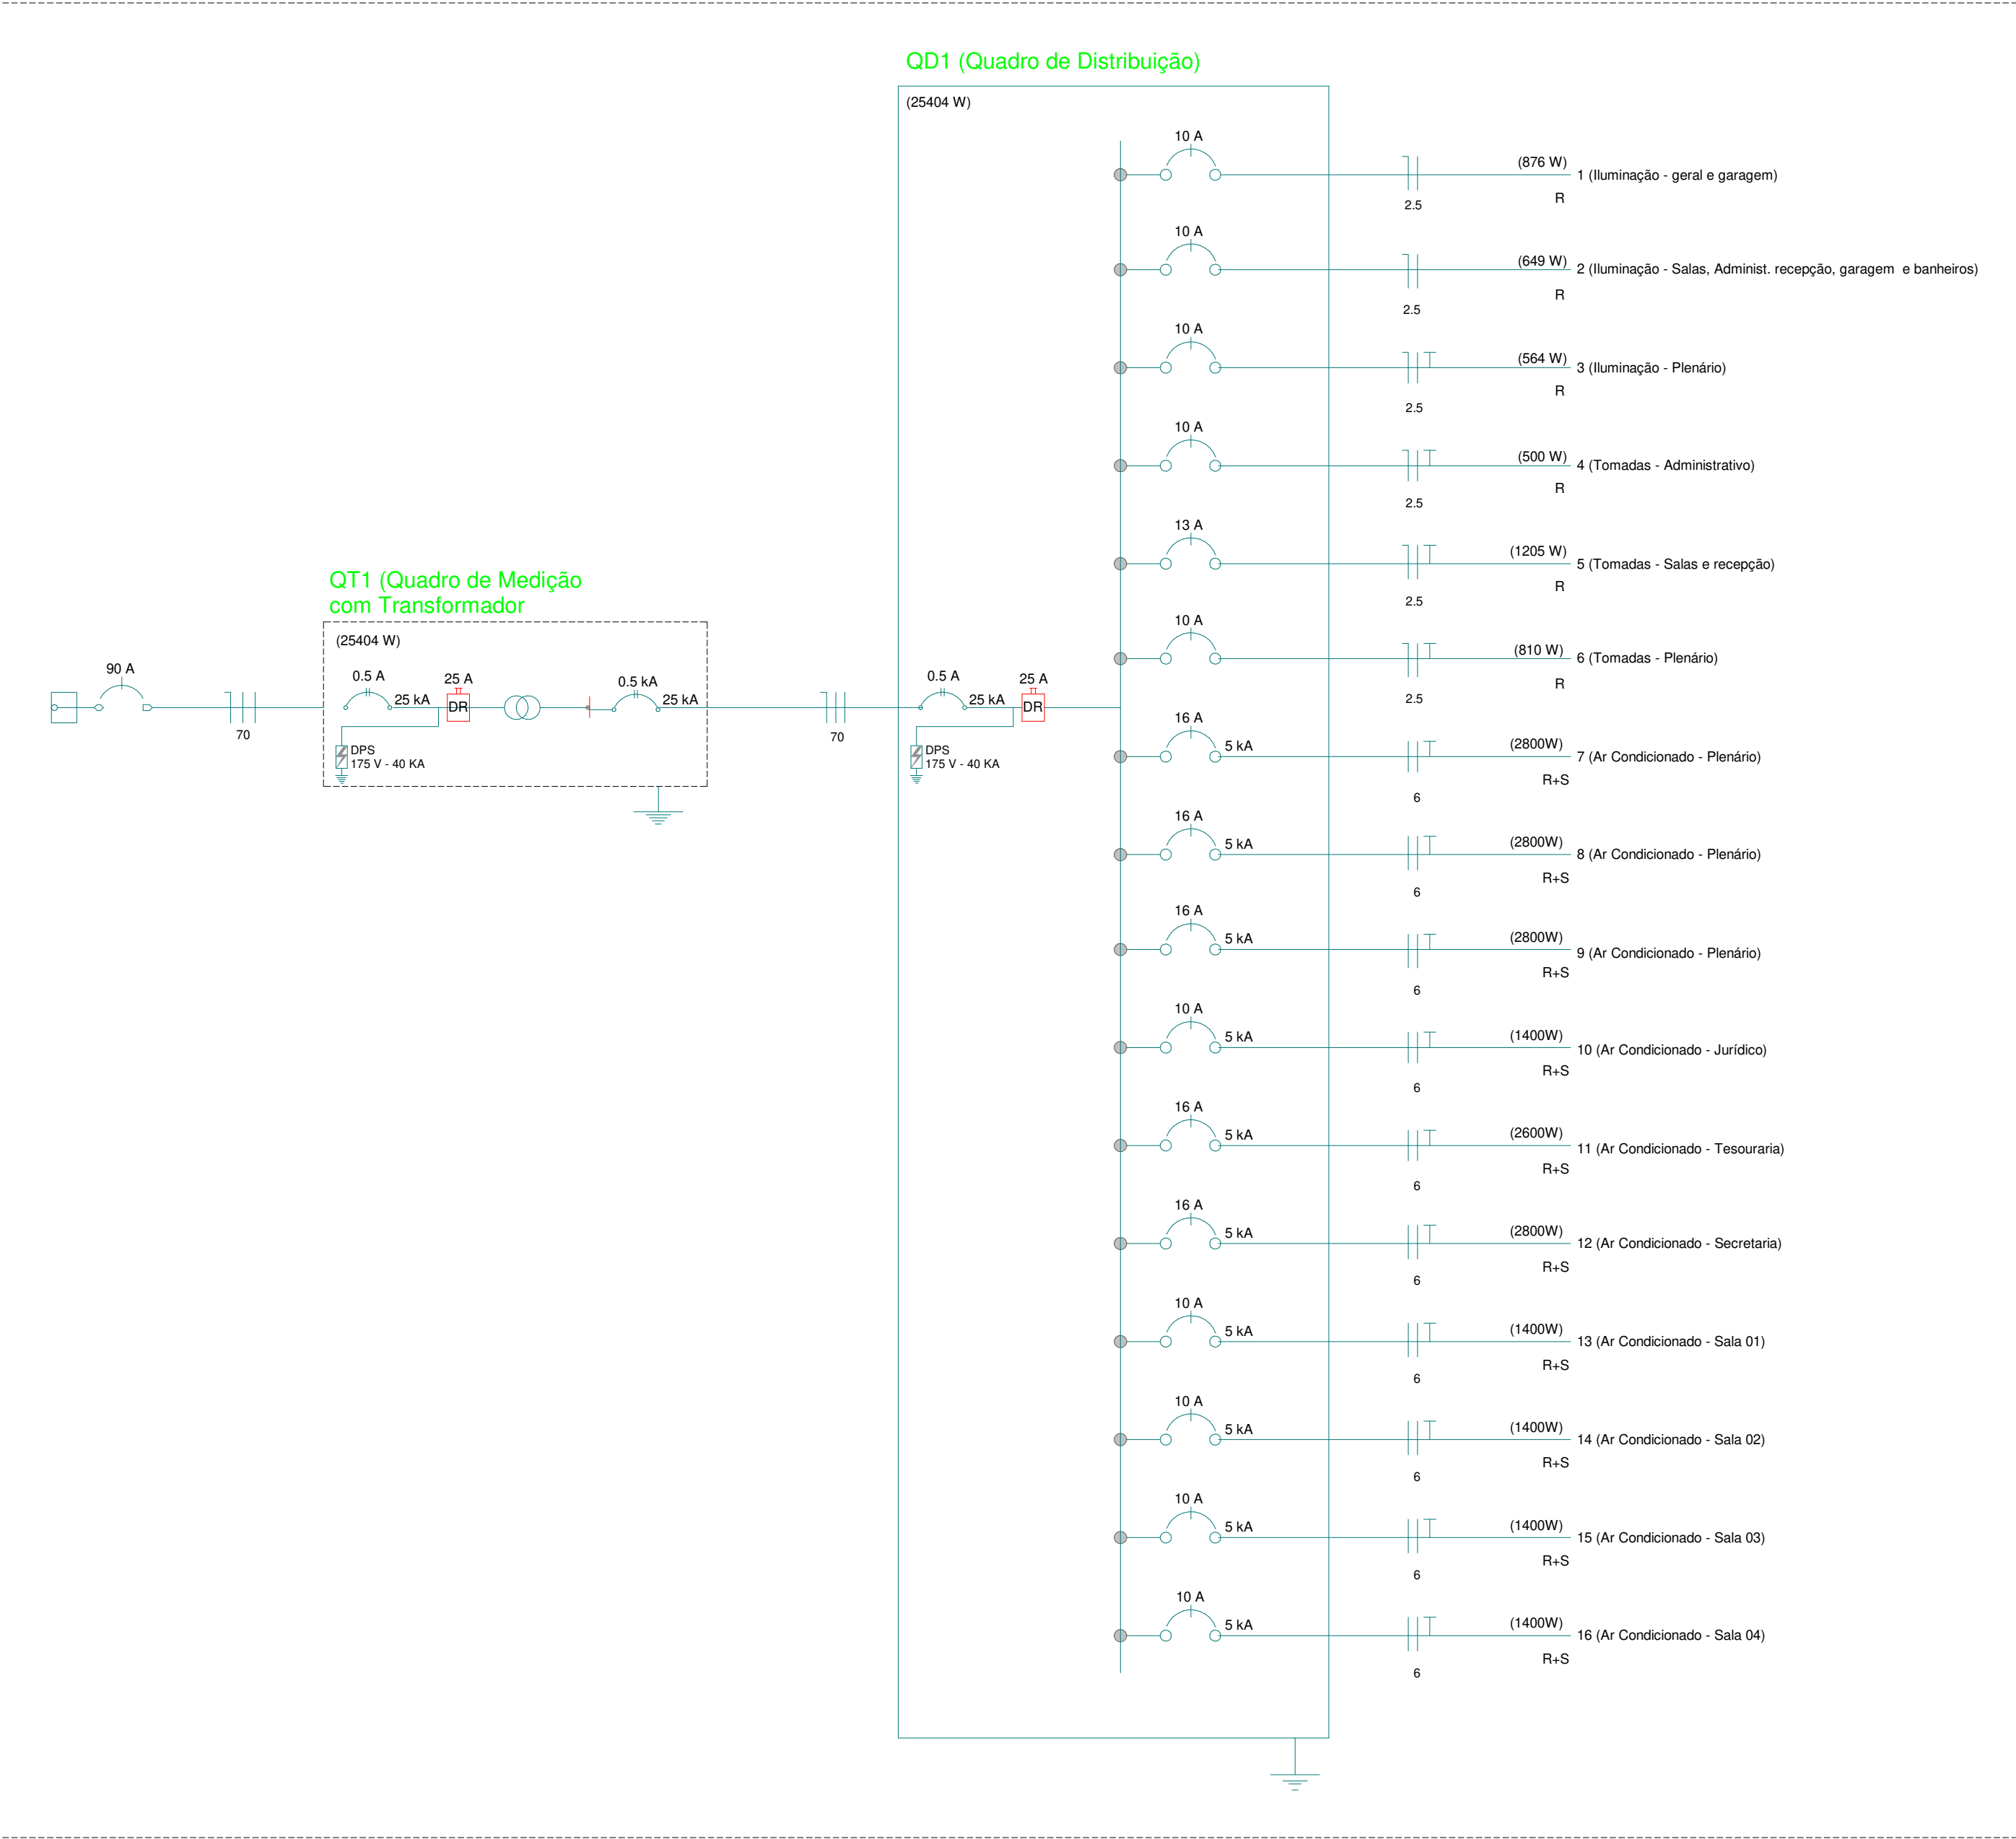 QD1 (Quadro de Distribuição)
(25404 W)
10 A
(876 W)
1 (Iluminação - geral e garagem)
R
2.5
10 A
(649 W)
2 (Iluminação - Salas, Administ. recepção, garagem e banheiros)
R
2.5
10 A
(564 W)
3 (Iluminação - Plenário)
R
2.5
10 A
(500 W)
4 (Tomadas - Administrativo)
R
2.5
13 A
(1205 W)
5 (Tomadas - Salas e recepção)
R
2.5
10 A
(810 W)
6 (Tomadas - Plenário)
R
2.5
QT1 (Quadro de Medição
com Transformador
(25404 W)
90 A
70
0.5 A
25 kA
25 A
DR
0.5 kA
25 kA
DPS
175 V - 40 KA
70
0.5 A
25 kA
25 A
DR
DPS
175 V - 40 KA
16 A
5 kA
(2800W)
7 (Ar Condicionado - Plenário)
R+S
6
16 A
5 kA
(2800W)
8 (Ar Condicionado - Plenário)
R+S
6
16 A
5 kA
(2800W)
9 (Ar Condicionado - Plenário)
R+S
6
10 A
5 kA
(1400W)
10 (Ar Condicionado - Jurídico)
R+S
6
16 A
5 kA
(2600W)
11 (Ar Condicionado - Tesouraria)
R+S
6
16 A
5 kA
(2800W)
12 (Ar Condicionado - Secretaria)
R+S
6
10 A
5 kA
(1400W)
13 (Ar Condicionado - Sala 01)
R+S
6
10 A
5 kA
(1400W)
14 (Ar Condicionado - Sala 02)
R+S
6
10 A
5 kA
(1400W)
15 (Ar Condicionado - Sala 03)
R+S
6
10 A
5 kA
(1400W)
16 (Ar Condicionado - Sala 04)
R+S
6